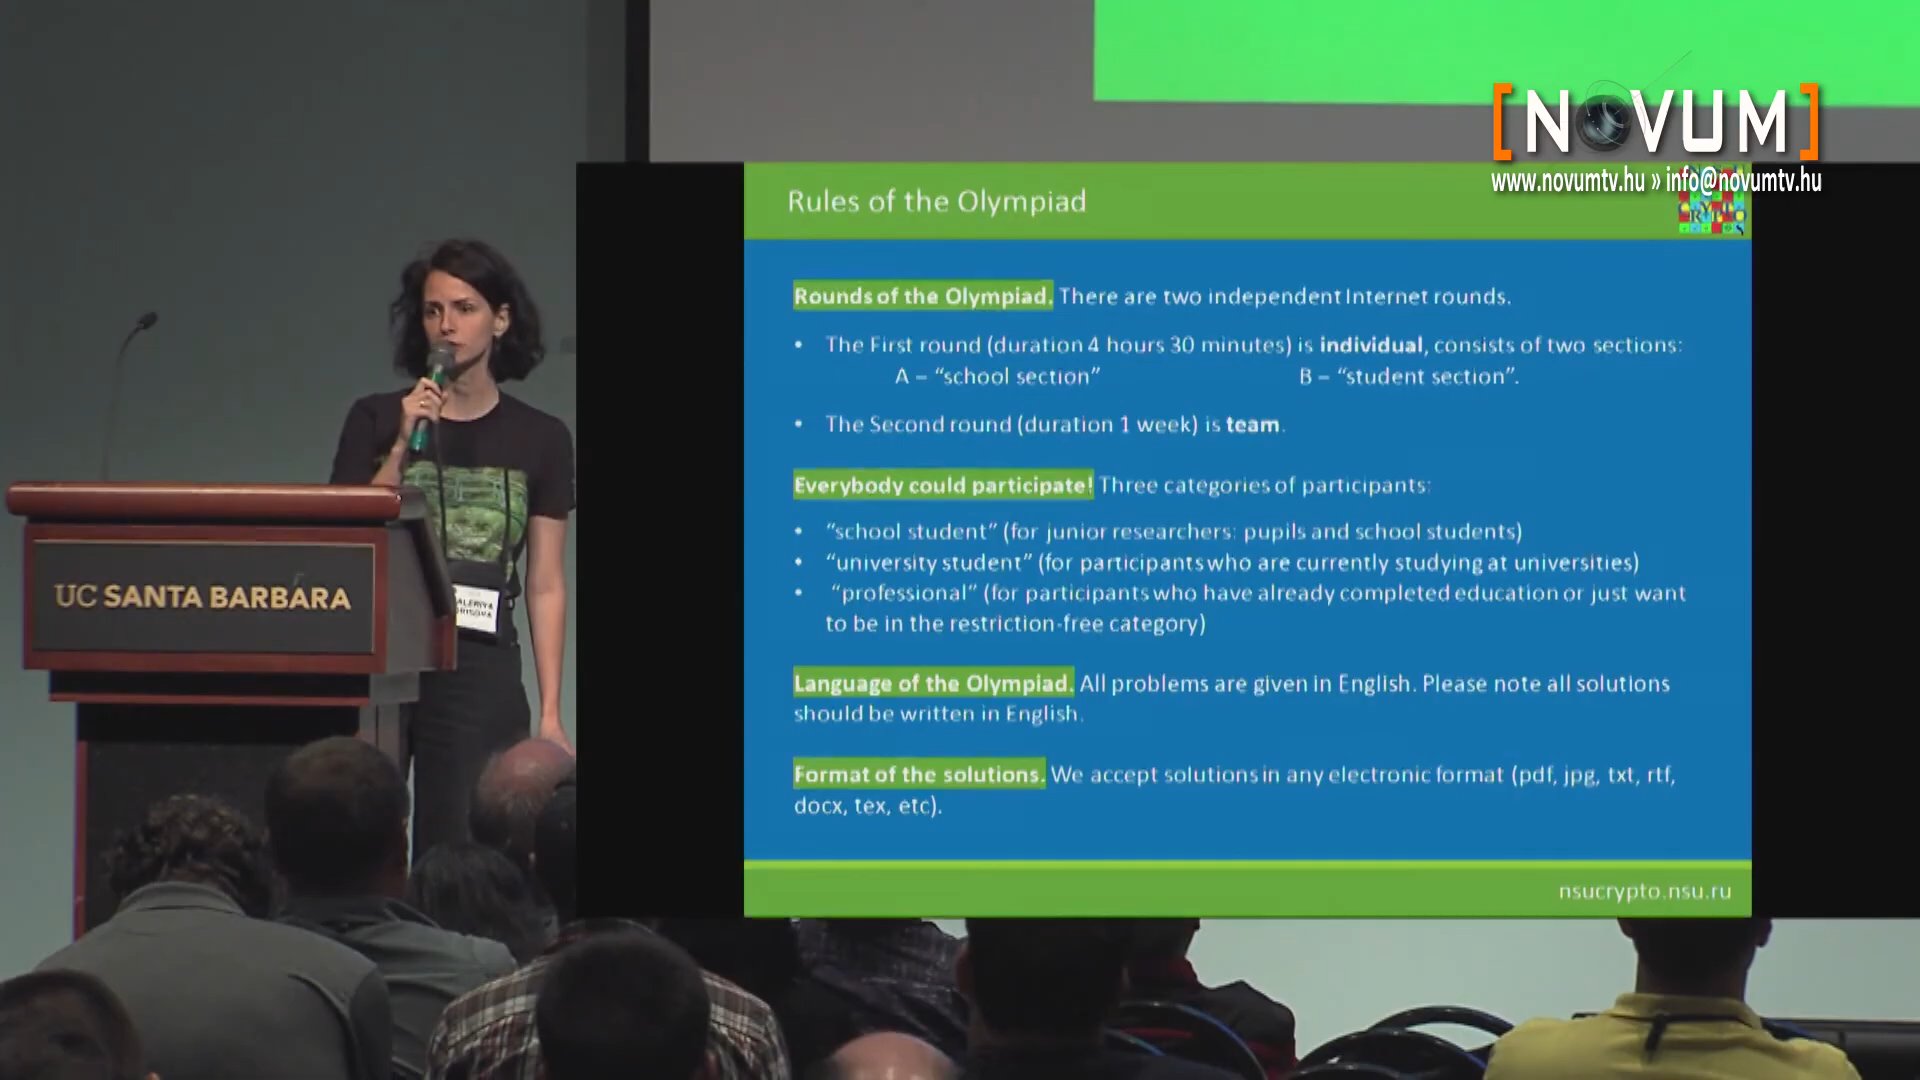 [NOVUM]
www.novumtv.hu » info@novumtv.hu
Rules of the Olympiad
CRYPTO
Rounds of the Olympiad. There are two independent Internet rounds.
• The First round (duration 4 hours 30 minutes) is individual, consists of two sections:
A – “school section” B – “student section”.
• The Second round (duration 1 week) is team.
Everybody could participate! Three categories of participants:
• “school student” (for junior researchers: pupils and school students)
• “university student” (for participants who are currently studying at universities)
• “professional” (for participants who have already completed education or just want
to be in the restriction-free category)
Language of the Olympiad. All problems are given in English. Please note all solutions
should be written in English.
Format of the solutions. We accept solutions in any electronic format (pdf, jpg, txt, rtf,
docx, tex, etc).
nsucrypto.nsu.ru
UC SANTA BARBARA